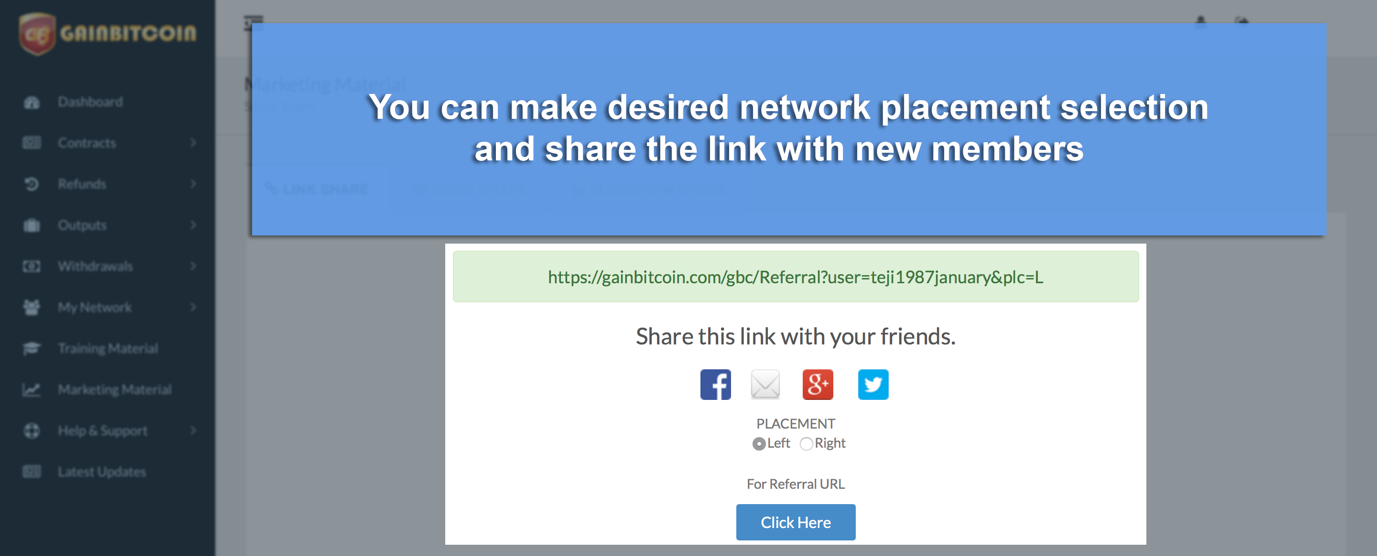 GAINBITCOIN
Dashboard
Contracts
Refunds
Outputs
Withdrawals
My Network
Training Material
Marketing Material
Help & Support
Latest Updates
Marketing Material
You can make desired network placement selection
and share the link with new members
LINK SHARE
https://gainbitcoin.com/gbc/Referral?user=teji1987january&plc=L
Share this link with your friends.
PLACEMENT
Left Right
For Referral URL
Click Here